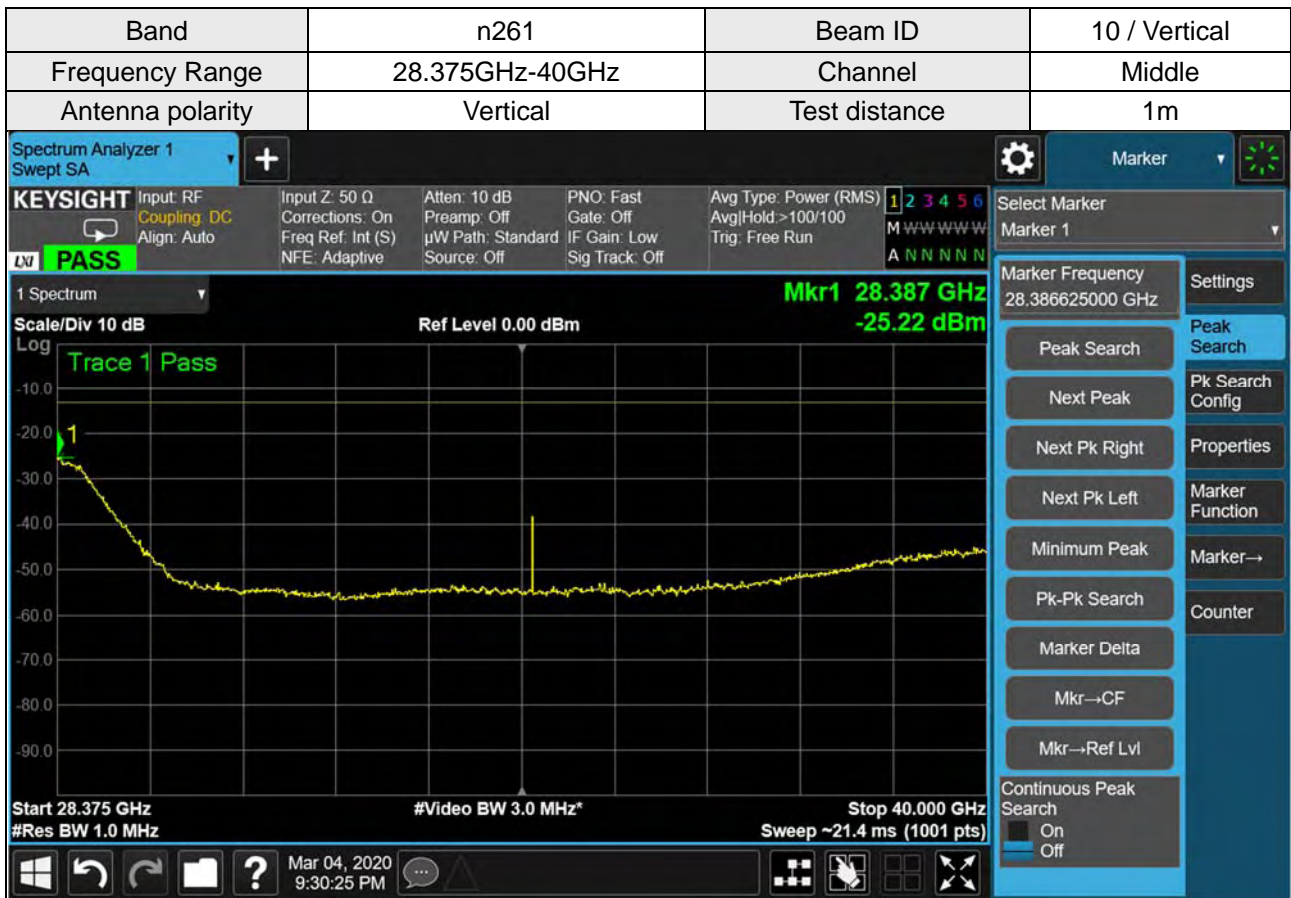 Band n261 Beam ID 10 / Vertical
Frequency Range 28.375GHz-40GHz Channel Middle
Antenna polarity Vertical Test distance 1m
Spectrum Analyzer 1
Swept SA
+
Marker
KEYSIGHT
LXI PASS
Input: RF
Coupling: DC
Align: Auto
Input Z: 50 Ω
Corrections: On
Freq Ref: Int (S)
NFE: Adaptive
Atten: 10 dB
Preamp: Off
µW Path: Standard
Source: Off
PNO: Fast
Gate: Off
IF Gain: Low
Sig Track: Off
Avg Type: Power (RMS)
Avg|Hold:>100/100
Trig: Free Run
1 2 3 4 5 6
M W W W W W
A N N N N N
Select Marker
Marker 1
1 Spectrum
Mkr1 28.387 GHz
Scale/Div 10 dB Ref Level 0.00 dBm -25.22 dBm
Log
Trace 1 Pass
-10.0
-20.0
1
-30.0
-40.0
-50.0
-60.0
-70.0
-80.0
-90.0
Start 28.375 GHz #Video BW 3.0 MHz* Stop 40.000 GHz
#Res BW 1.0 MHz Sweep ~21.4 ms (1001 pts)
Marker Frequency
28.386625000 GHz
Peak Search
Next Peak
Next Pk Right
Next Pk Left
Minimum Peak
Pk-Pk Search
Marker Delta
Mkr→CF
Mkr→Ref Lvl
Continuous Peak
Search
On
Off
Settings
Peak
Search
Pk Search
Config
Properties
Marker
Function
Marker→
Counter
?
Mar 04, 2020
9:30:25 PM